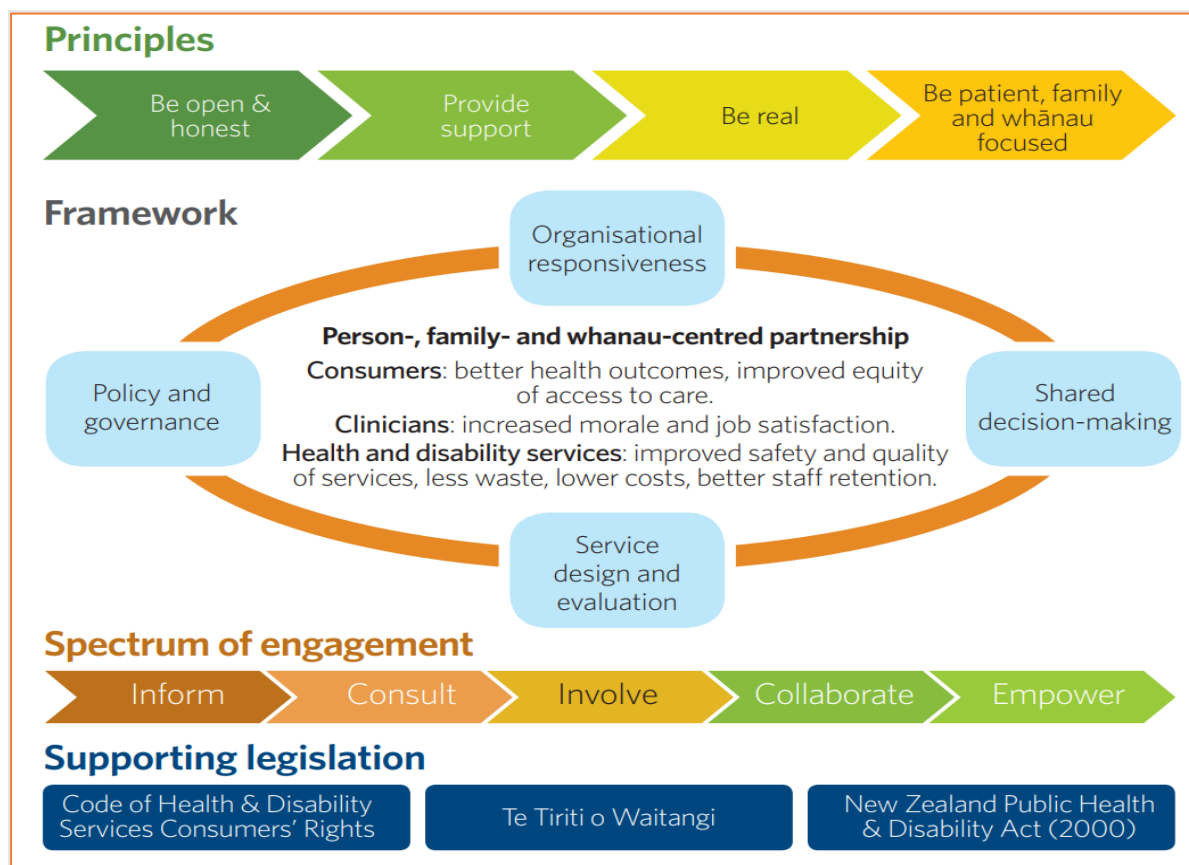 Principles
Be open &
honest
Provide
support
Be real
Be patient, family
and whānau
focused
Framework
Organisational
responsiveness
Policy and
governance
Person-, family- and whanau-centred partnership
Consumers: better health outcomes, improved equity
of access to care.
Clinicians: increased morale and job satisfaction.
Health and disability services: improved safety and quality
of services, less waste, lower costs, better staff retention.
Shared
decision-making
Service
design and
evaluation
Spectrum of engagement
Inform
Consult
Involve
Collaborate
Empower
Supporting legislation
Code of Health & Disability
Services Consumers’ Rights
Te Tiriti o Waitangi
New Zealand Public Health
& Disability Act (2000)